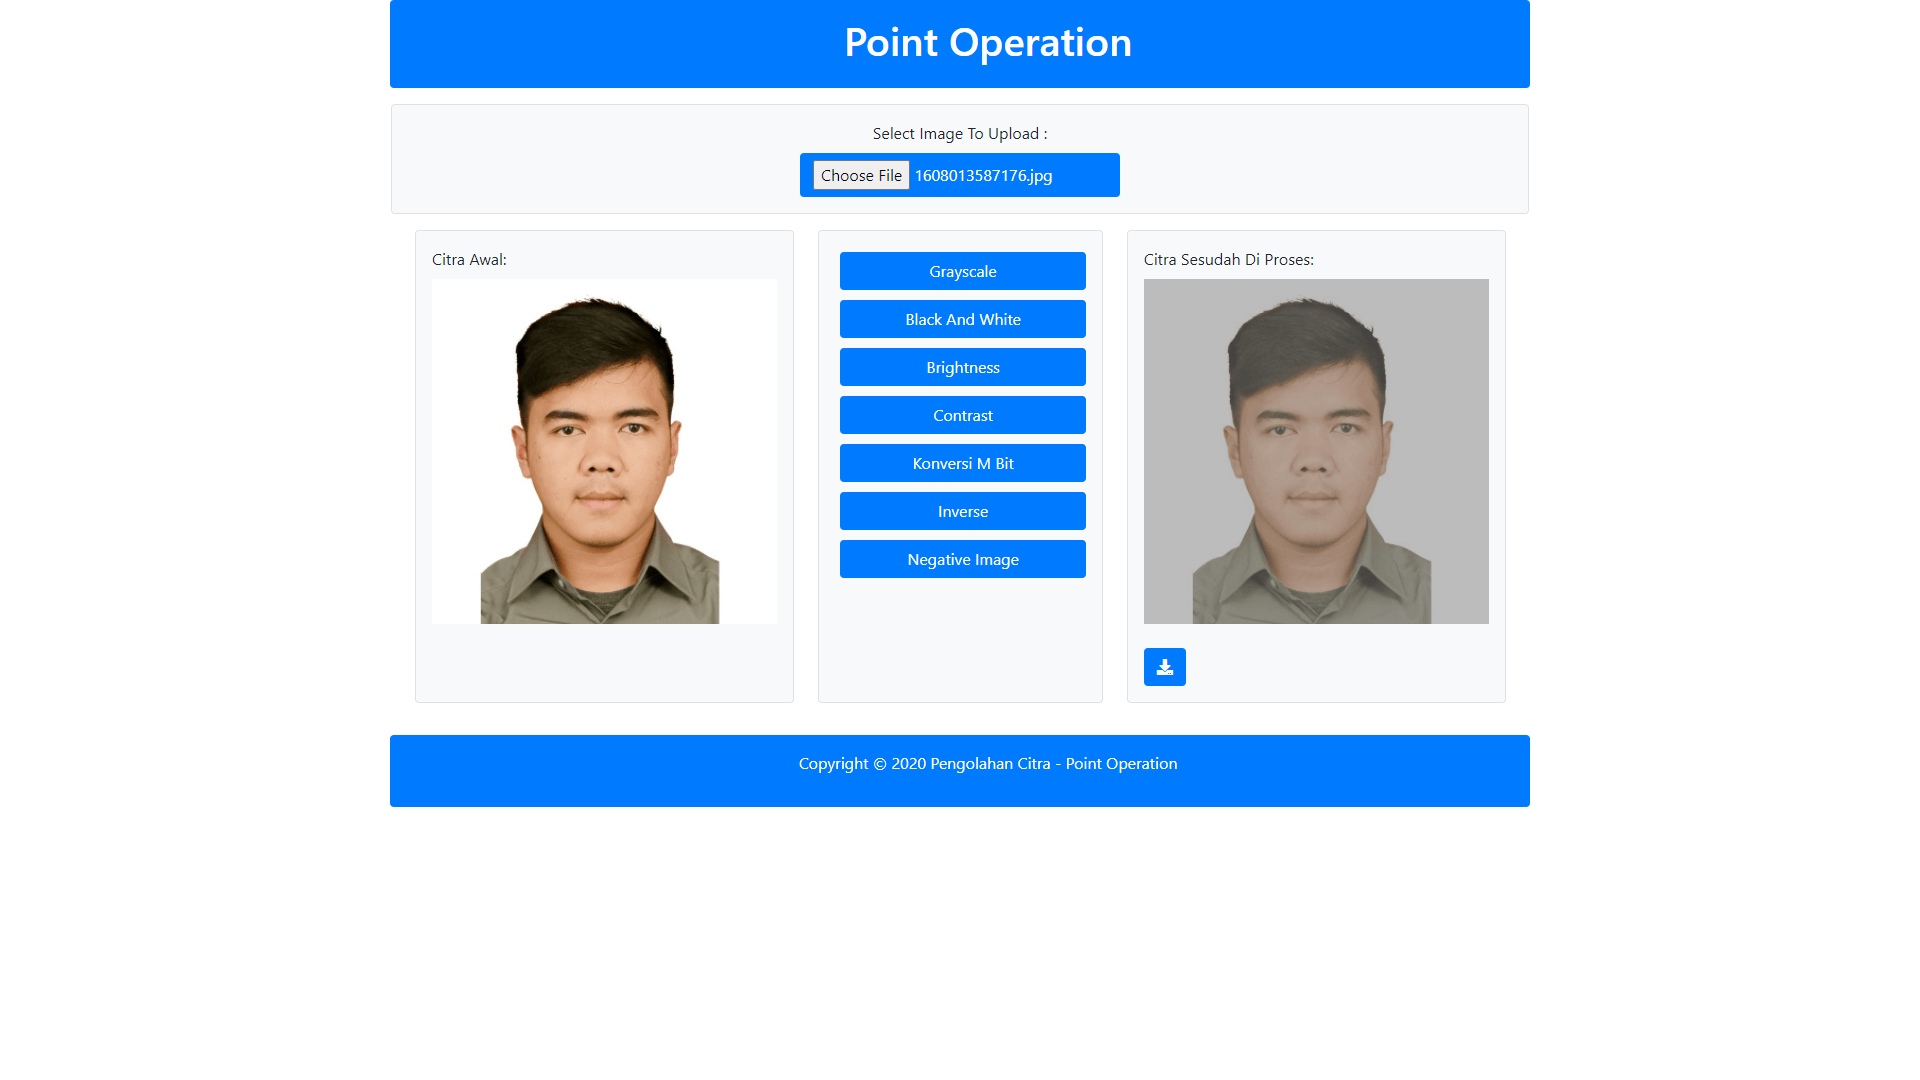 Point Operation
Select Image To Upload :
Choose File 1608013587176.jpg
Citra Awal:
Grayscale
Black And White
Brightness
Contrast
Konversi M Bit
Inverse
Negative Image
Citra Sesudah Di Proses:
Copyright © 2020 Pengolahan Citra - Point Operation